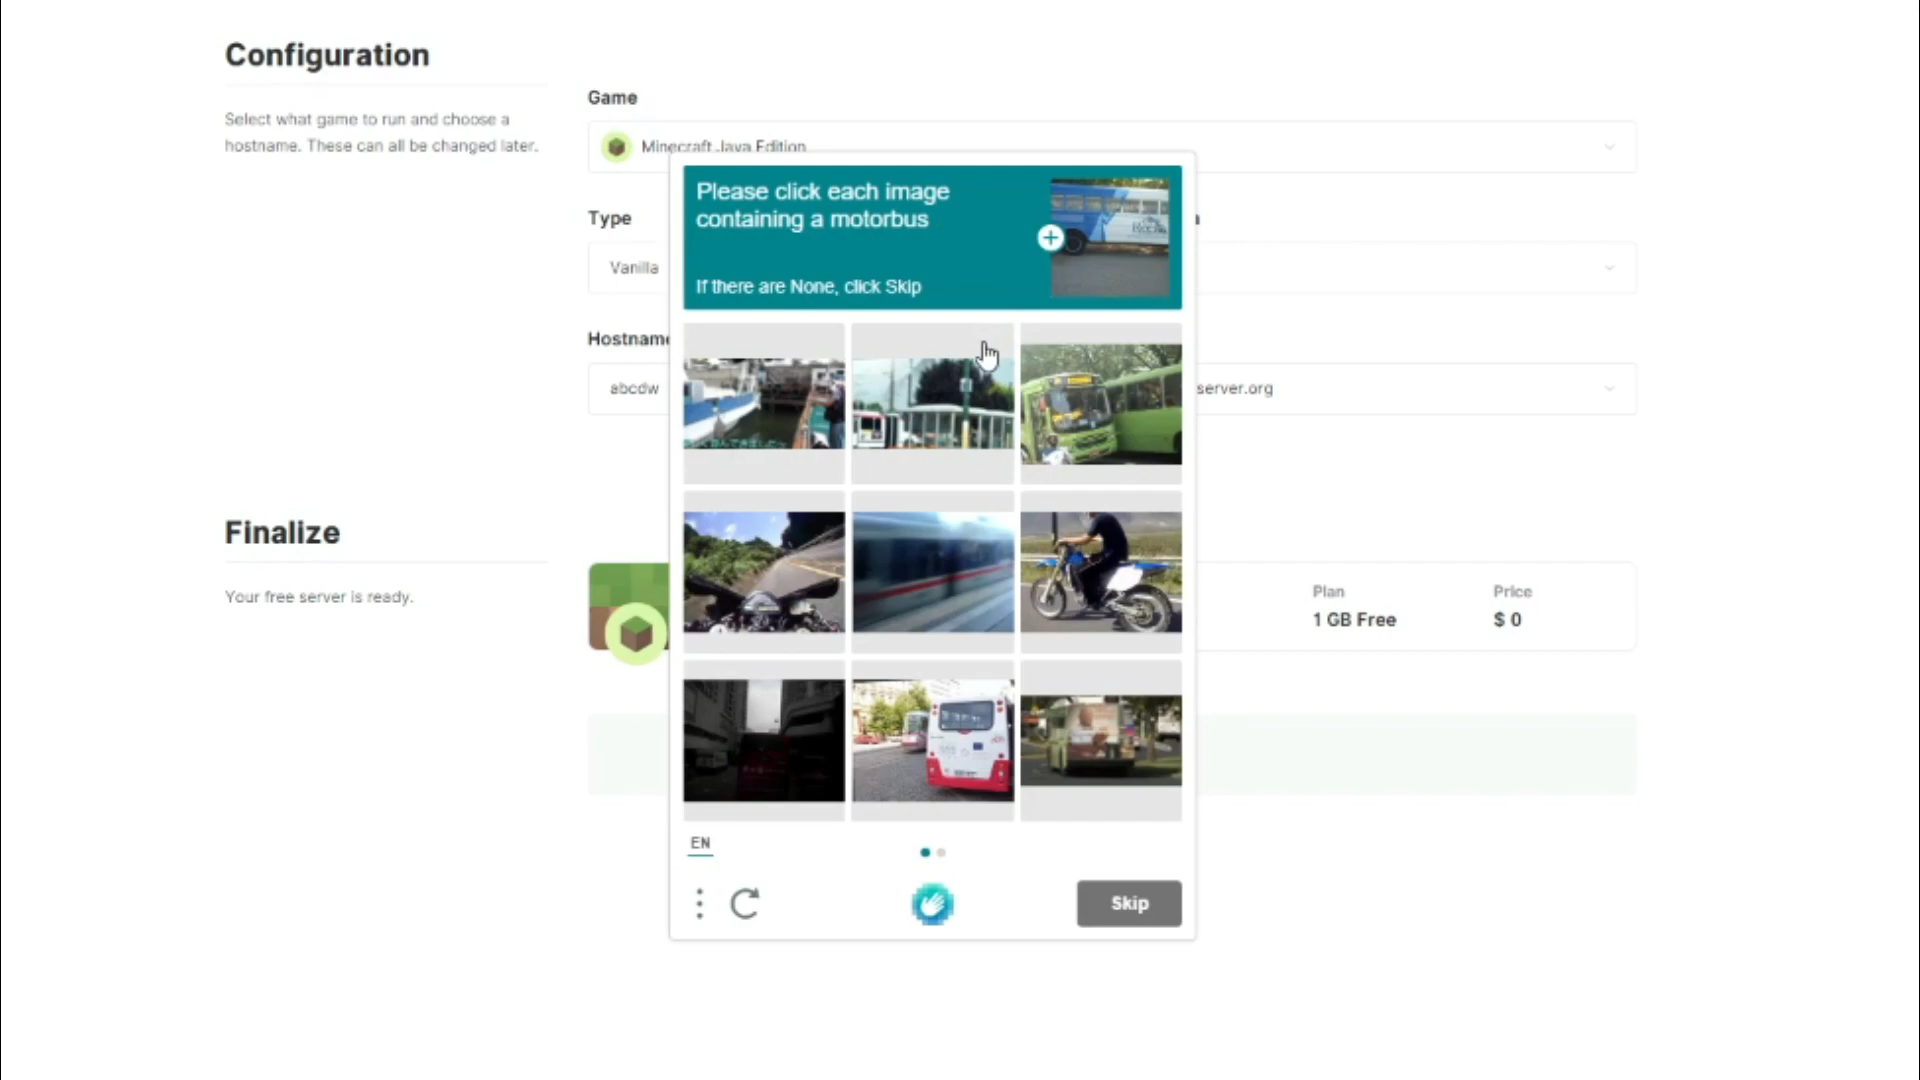 Configuration
Select what game to run and choose a
hostname. These can all be changed later.
Game
Minecraft Java Edition
Type
Vanilla
Hostname
abcdw
server.org
Please click each image
containing a motorbus
If there are None, click Skip
EN
Skip
Finalize
Your free server is ready.
Plan
Price
1 GB Free
$ 0